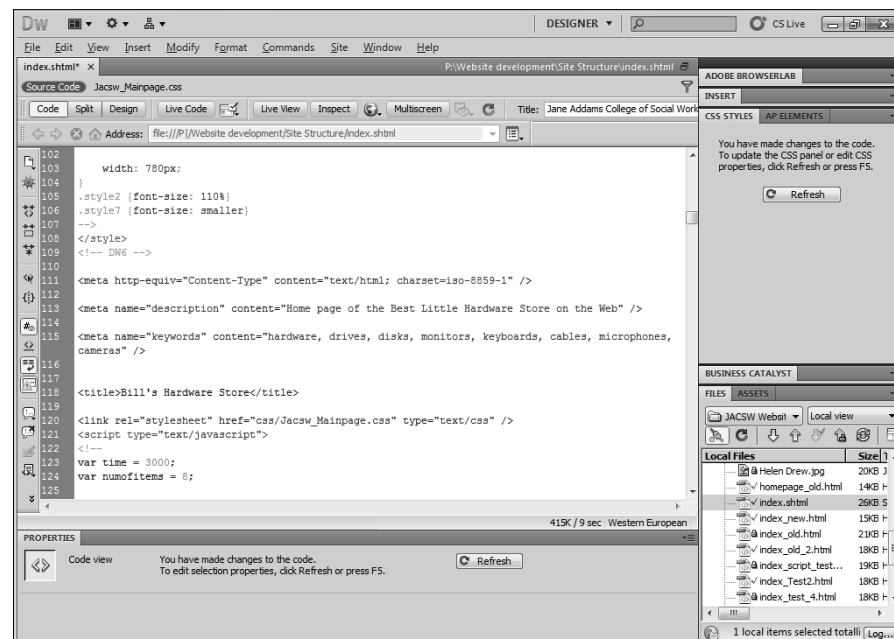 Dw DESIGNER CS Live
File Edit View Insert Modify Format Commands Site Window Help
index.shtml* × P:\Website development\Site Structure\index.shtml
Source Code Jacsw_Mainpage.css
Code Split Design Live Code Live View Inspect Multiscreen Title: Jane Addams College of Social Work
Address: file:///P|/Website development/Site Structure/index.shtml
102
103 width: 780px;
104 }
105 .style2 {font-size: 110%}
106 .style7 {font-size: smaller}
107 -->
108 </style>
109 <!-- DW6 -->
110
111 <meta http-equiv="Content-Type" content="text/html; charset=iso-8859-1" />
112
113 <meta name="description" content="Home page of the Best Little Hardware Store on the Web" />
114
115 <meta name="keywords" content="hardware, drives, disks, monitors, keyboards, cables, microphones,
cameras" />
116
117
118 <title>Bill's Hardware Store</title>
119
120 <link rel="stylesheet" href="css/Jacsw_Mainpage.css" type="text/css" />
121 <script type="text/javascript">
122 <!--
123 var time = 3000;
124 var numofitems = 8;
125
415K / 9 sec Western European
PROPERTIES
Code view You have made changes to the code.
To edit selection properties, click Refresh or press F5.
Refresh
ADOBE BROWSERLAB
INSERT
CSS STYLES AP ELEMENTS
You have made changes to the code.
To update the CSS panel or edit CSS
properties, click Refresh or press F5.
Refresh
BUSINESS CATALYST
FILES ASSETS
JACSW Websit Local view
Local Files Size
Helen Drew.jpg 20KB J
homepage_old.html 14KB H
index.shtml 26KB S
index_new.html 15KB H
index_old.html 21KB H
index_old_2.html 18KB H
index_script_test... 19KB H
index_Test2.html 18KB H
index_test_4.html 18KB H
1 local items selected totalli Log...